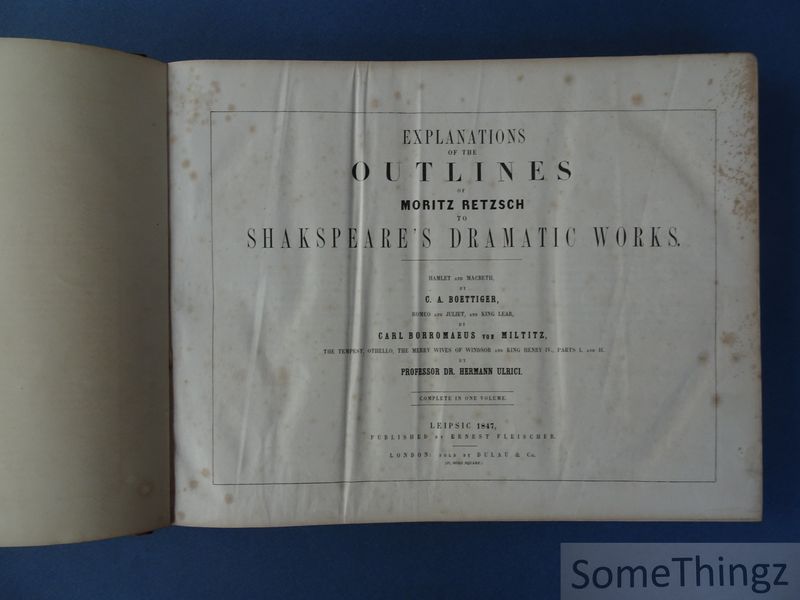 EXPLANATIONS
OF THE
OUTLINES
OF
MORITZ RETZSCH
TO
SHAKSPEARE'S DRAMATIC WORKS.
HAMLET AND MACBETH,
BY
C. A. BOETTIGER,
ROMEO AND JULIET, AND KING LEAR,
BY
CARL BORROMAEUS VON MILTITZ,
THE TEMPEST, OTHELLO, THE MERRY WIVES OF WINDSOR AND KING HENRY IV., PARTS I. AND II.
BY
PROFESSOR DR. HERMANN ULRICI.
COMPLETE IN ONE VOLUME.
LEIPSIC 1847,
PUBLISHED BY ERNEST FLEISCHER.
LONDON: SOLD BY DULAU & Co.
(37, SOHO SQUARE.)
SomeThingz